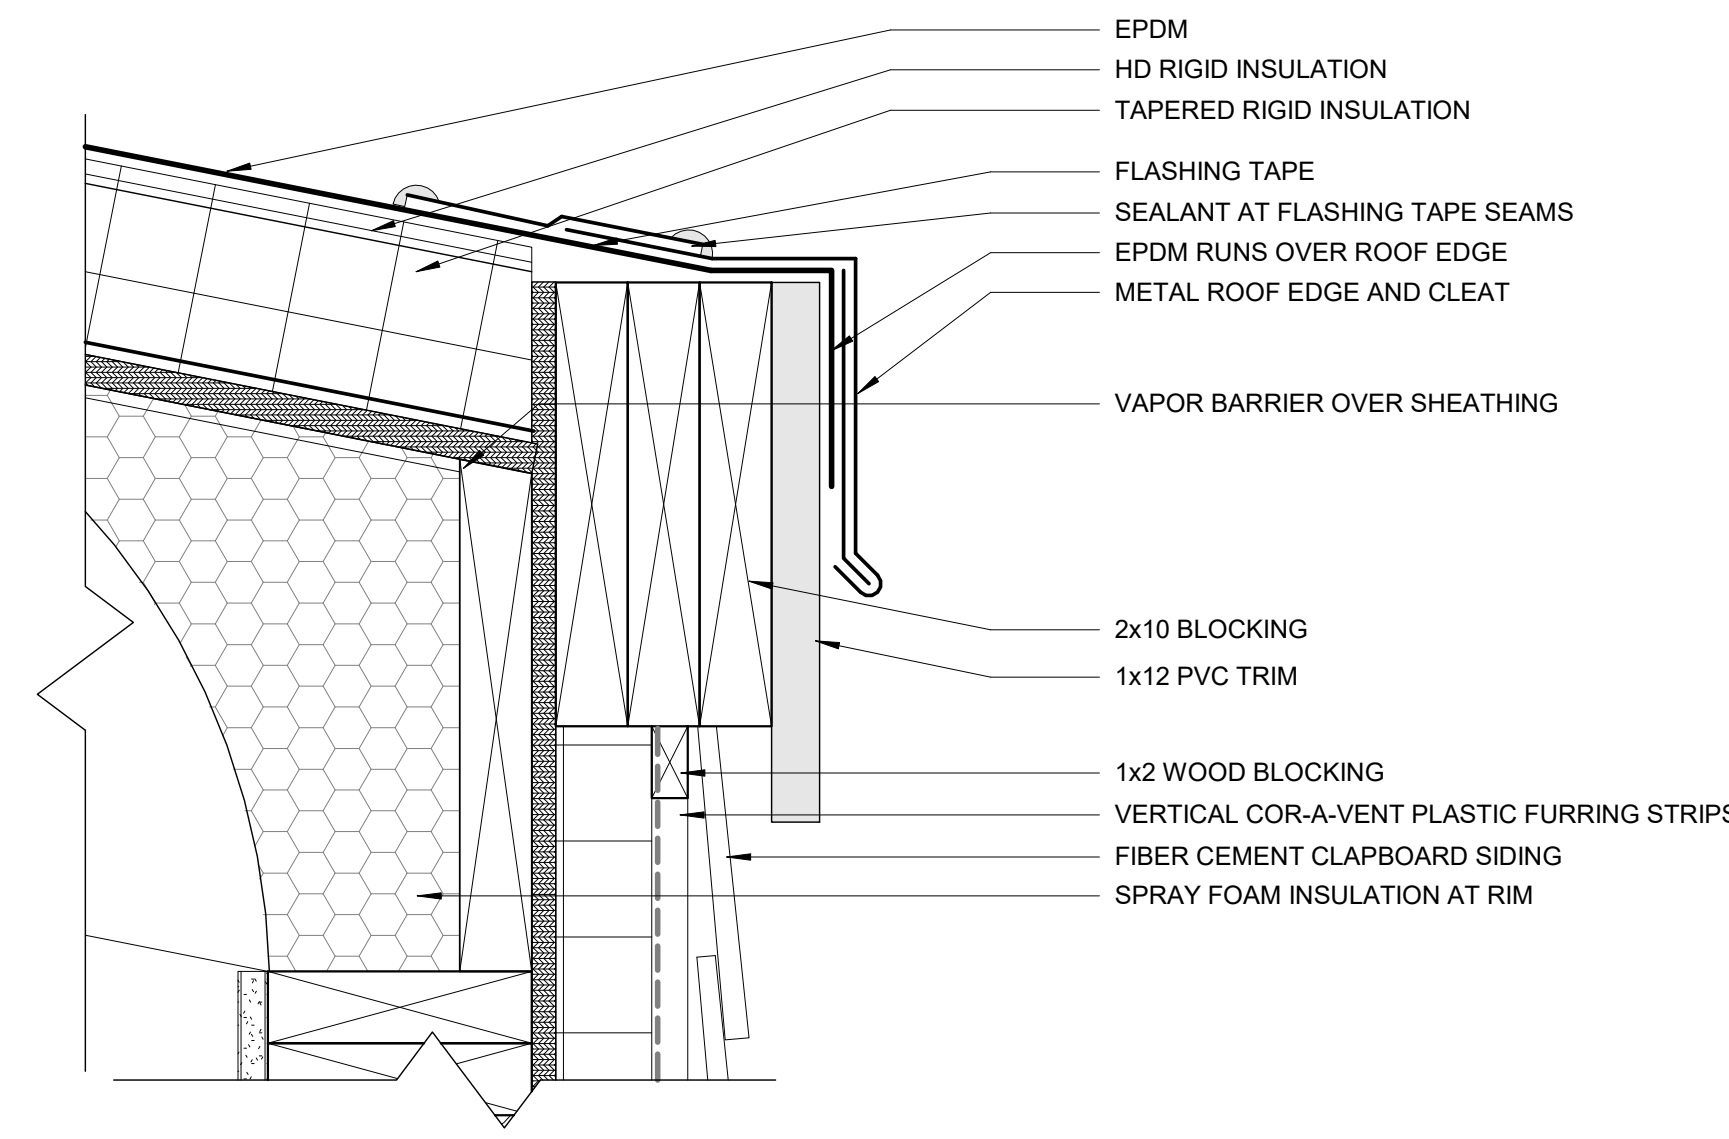 EPDM
HD RIGID INSULATION
TAPERED RIGID INSULATION
FLASHING TAPE
SEALANT AT FLASHING TAPE SEAMS
EPDM RUNS OVER ROOF EDGE
METAL ROOF EDGE AND CLEAT
VAPOR BARRIER OVER SHEATHING
2x10 BLOCKING
1x12 PVC TRIM
1x2 WOOD BLOCKING
VERTICAL COR-A-VENT PLASTIC FURRING STRIPS
FIBER CEMENT CLAPBOARD SIDING
SPRAY FOAM INSULATION AT RIM